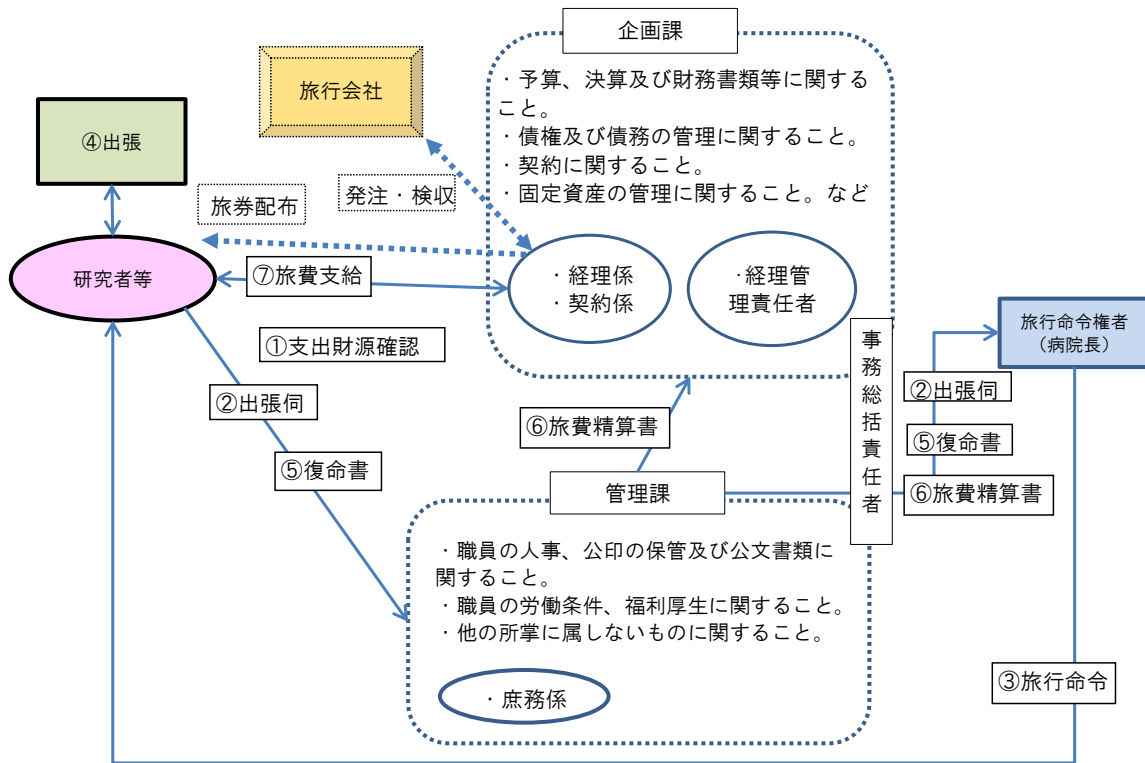 企画課
・予算、決算及び財務書類等に関する
こと。
・債権及び債務の管理に関すること。
・契約に関すること。
・固定資産の管理に関すること。など
旅行会社
④出張
発注・検収
旅券配布
研究者等
⑦旅費支給
・経理係
・契約係
・経理管
理責任者
①支出財源確認
事務総括責任者
旅行命令権者
（病院長）
②出張伺
②出張伺
⑥旅費精算書
⑤復命書
⑤復命書
管理課
⑥旅費精算書
・職員の人事、公印の保管及び公文書類に
関すること。
・職員の労働条件、福利厚生に関すること。
・他の所掌に属しないものに関すること。
③旅行命令
・庶務係